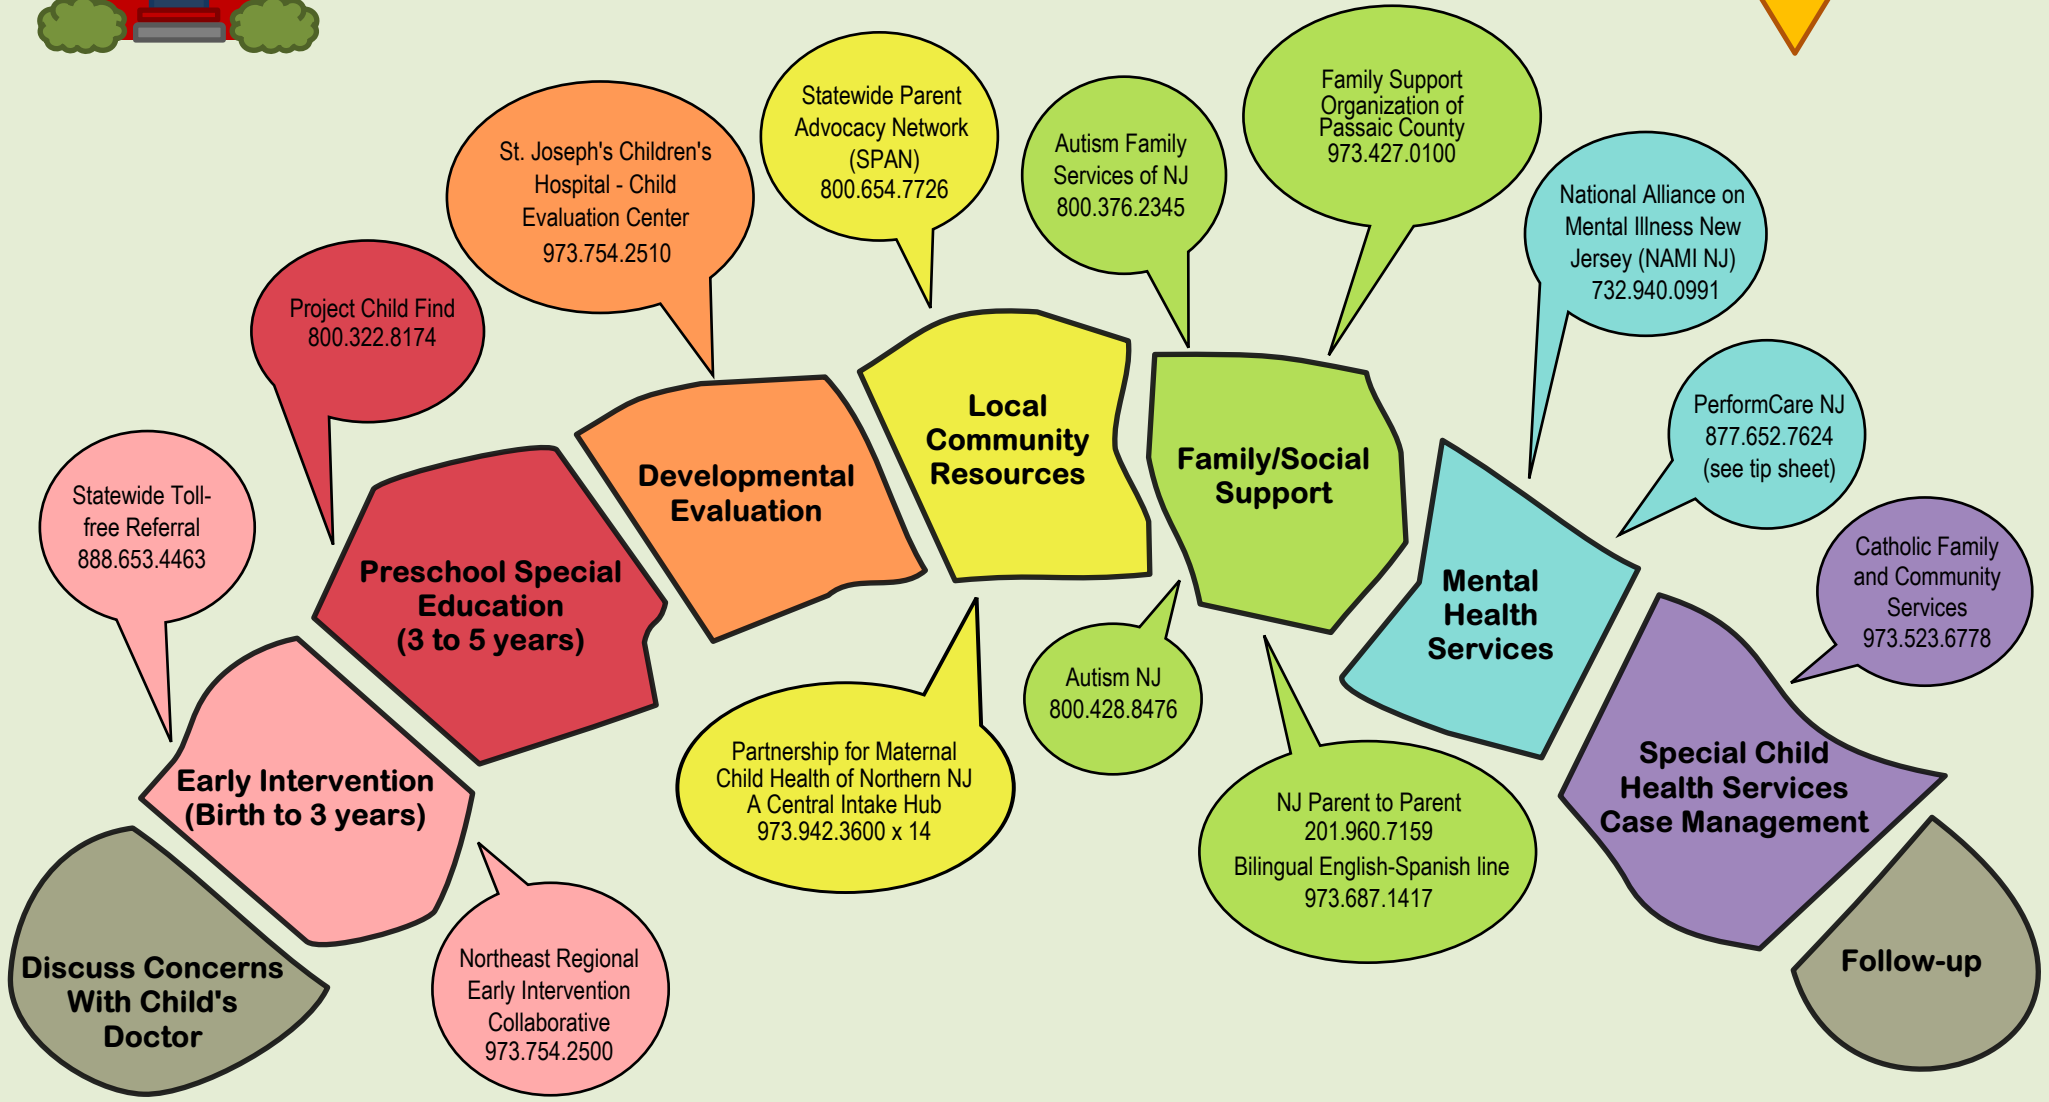 Discuss Concerns
With Child's
Doctor
Statewide Toll-
free Referral
888.653.4463
Early Intervention
(Birth to 3 years)
Northeast Regional
Early Intervention
Collaborative
973.754.2500
Project Child Find
800.322.8174
Preschool Special
Education
(3 to 5 years)
St. Joseph's Children's
Hospital - Child
Evaluation Center
973.754.2510
Developmental
Evaluation
Statewide Parent
Advocacy Network
(SPAN)
800.654.7726
Local
Community
Resources
Partnership for Maternal
Child Health of Northern NJ
A Central Intake Hub
973.942.3600 x 14
Autism Family
Services of NJ
800.376.2345
Family Support
Organization of
Passaic County
973.427.0100
Family/Social
Support
Autism NJ
800.428.8476
NJ Parent to Parent
201.960.7159
Bilingual English-Spanish line
973.687.1417
National Alliance on
Mental Illness New
Jersey (NAMI NJ)
732.940.0991
PerformCare NJ
877.652.7624
(see tip sheet)
Mental
Health
Services
Catholic Family
and Community
Services
973.523.6778
Special Child
Health Services
Case Management
Follow-up